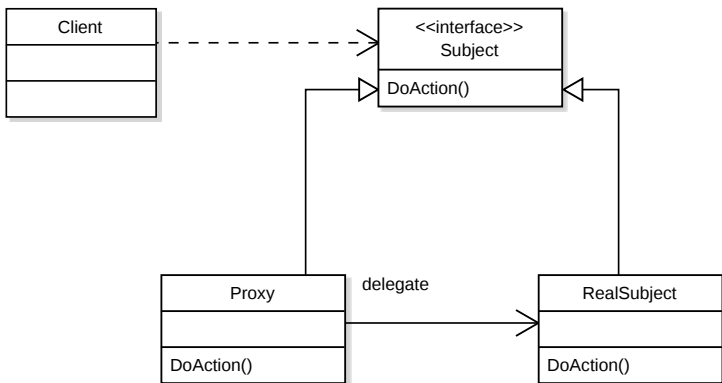 Client
<<interface>>
Subject
DoAction()
Proxy
delegate
RealSubject
DoAction()
DoAction()